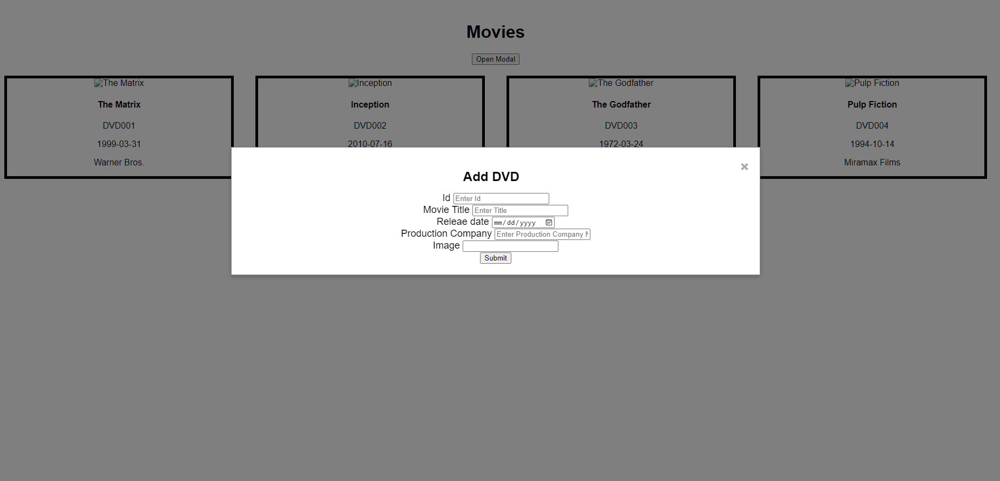 Movies
Open Modal
The Matrix
The Matrix
DVD001
1999-03-31
Warner Bros.
Inception
Inception
DVD002
2010-07-16
The Godfather
The Godfather
DVD003
1972-03-24
Pulp Fiction
Pulp Fiction
DVD004
1994-10-14
Miramax Films
×
Add DVD
Id Enter Id
Movie Title Enter Title
Releae date mm/dd/yyyy
Production Company Enter Production Company N
Image
Submit